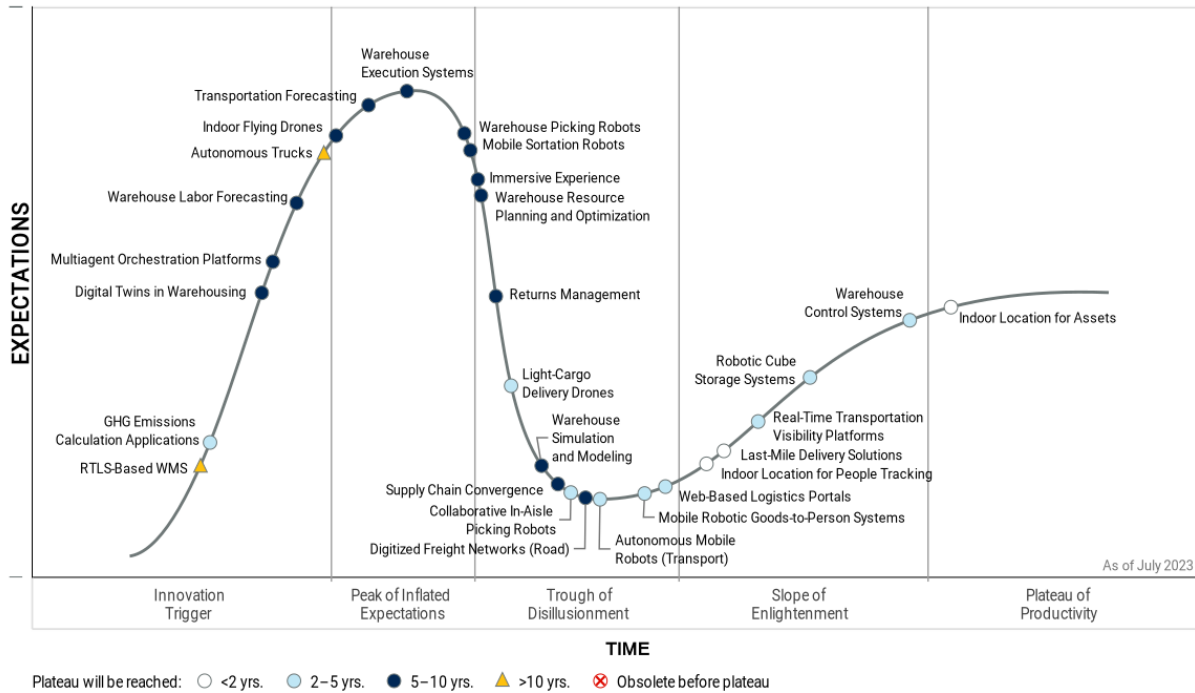 Warehouse
Execution Systems
Transportation Forecasting
Indoor Flying Drones
Autonomous Trucks
Warehouse Labor Forecasting
Multiagent Orchestration Platforms
Digital Twins in Warehousing
GHG Emissions
Calculation Applications
RTLS-Based WMS
Warehouse Picking Robots
Mobile Sortation Robots
Immersive Experience
Warehouse Resource
Planning and Optimization
Returns Management
Light-Cargo
Delivery Drones
Warehouse
Simulation
and Modeling
Supply Chain Convergence
Collaborative In-Aisle
Picking Robots
Digitized Freight Networks (Road)
Autonomous Mobile
Robots (Transport)
Mobile Robotic Goods-to-Person Systems
Web-Based Logistics Portals
Indoor Location for People Tracking
Last-Mile Delivery Solutions
Real-Time Transportation
Visibility Platforms
Robotic Cube
Storage Systems
Warehouse
Control Systems
Indoor Location for Assets
EXPECTATIONS
As of July 2023
Innovation
Trigger
Peak of Inflated
Expectations
Trough of
Disillusionment
Slope of
Enlightenment
Plateau of
Productivity
TIME
Plateau will be reached: <2 yrs. 2–5 yrs. 5–10 yrs. >10 yrs. Obsolete before plateau